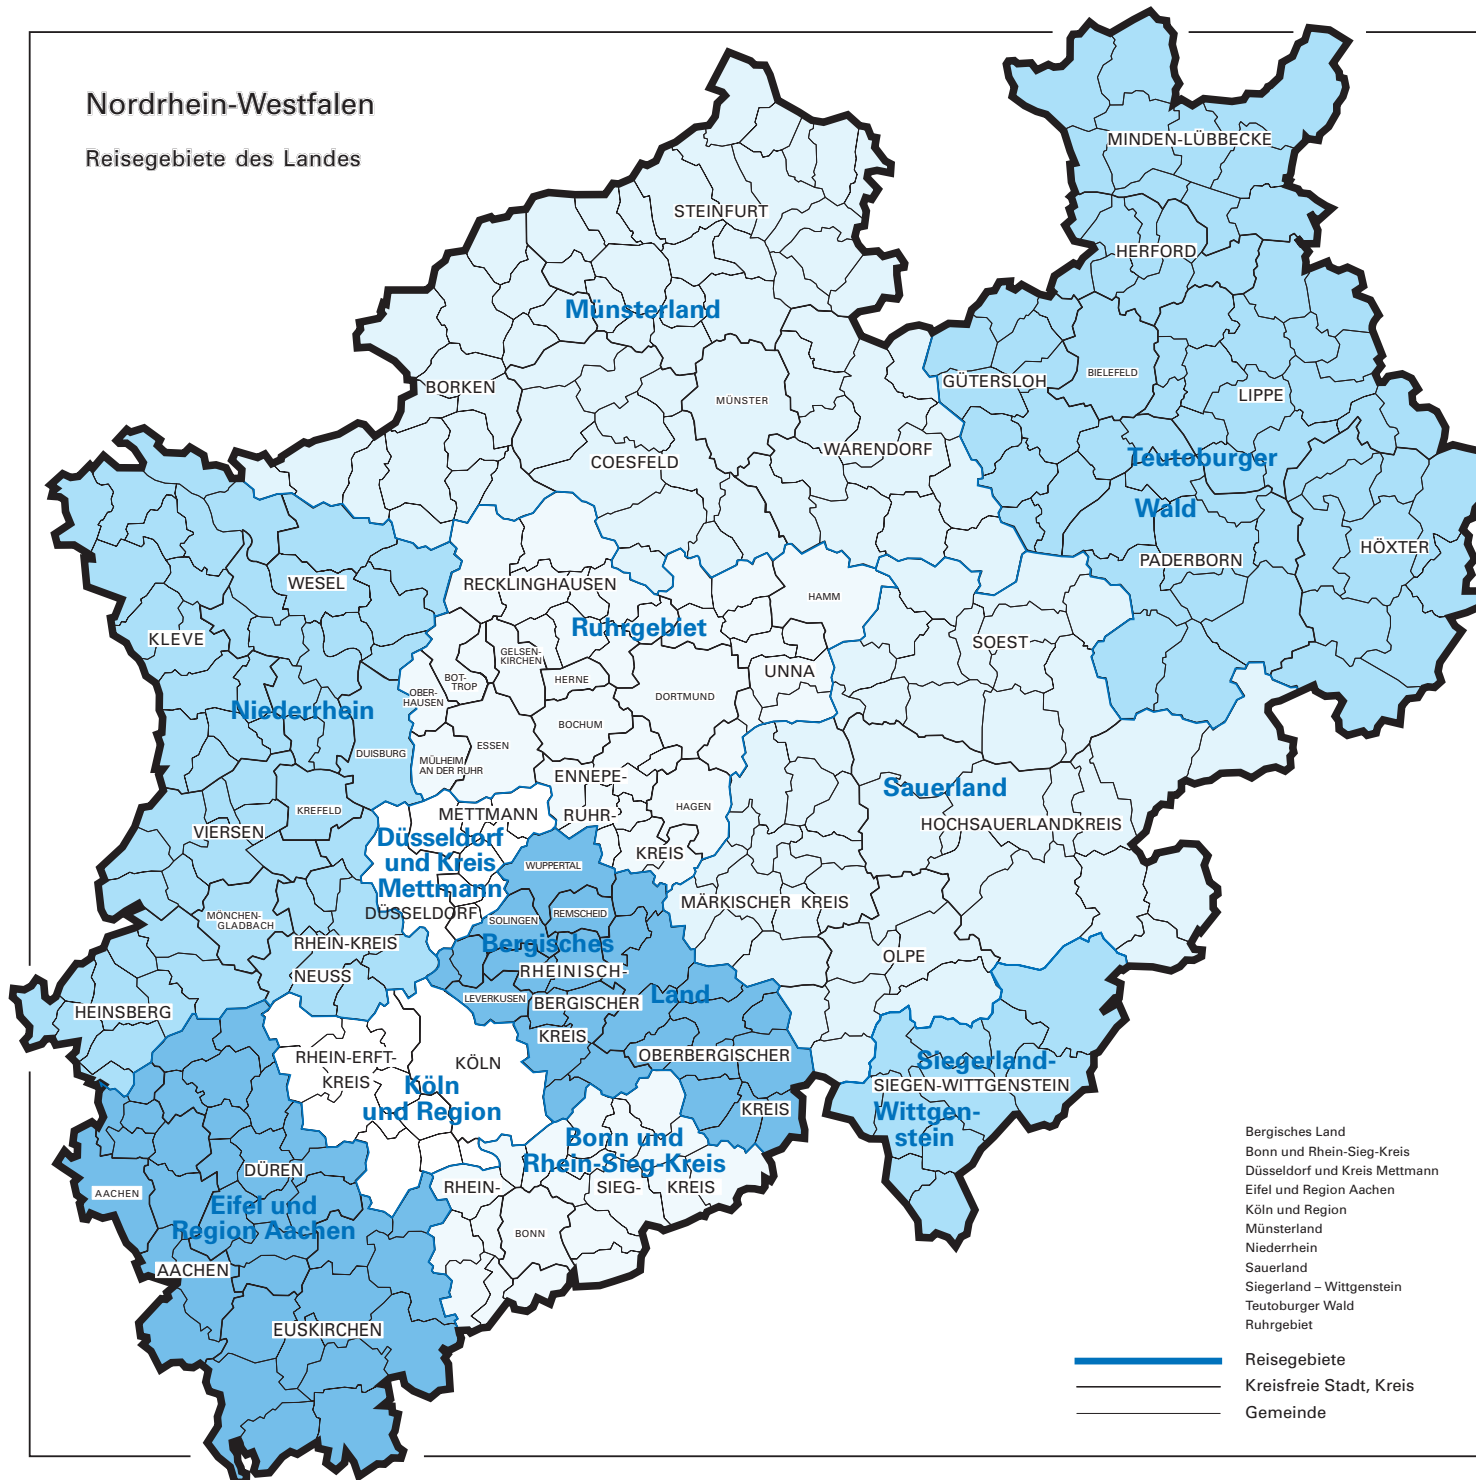 Nordrhein-Westfalen
Reisegebiete des Landes
MINDEN-LÜBBECKE
STEINFURT
HERFORD
Münsterland
BORKEN
MÜNSTER
GÜTERSLOH
BIELEFELD
LIPPE
COESFELD
WARENDORF
Teutoburger
Wald
PADERBORN
HÖXTER
WESEL
RECKLINGHAUSEN
HAMM
KLEVE
Ruhrgebiet
SOEST
GELSEN-
KIRCHEN
HERNE
UNNA
BOT-
TROP
OBER-
HAUSEN
DORTMUND
Niederrhein
BOCHUM
DUISBURG
ESSEN
MÜLHEIM
AN DER RUHR
ENNEPE-
RUHR-
KREIS
HAGEN
Sauerland
HOCHSAUERLANDKREIS
KREFELD
METTMANN
VIERSEN
Düsseldorf
und Kreis
Mettmann
WUPPERTAL
MÄRKISCHER KREIS
DÜSSELDORF
SOLINGEN
REMSCHEID
MÖNCHEN-
GLADBACH
RHEIN-KREIS
NEUSS
Bergisches
Land
RHEINISCH-
BERGISCHER
KREIS
LEVERKUSEN
OLPE
HEINSBERG
OBERBERGISCHER
KREIS
RHEIN-ERFT-
KREIS
KÖLN
Köln
und Region
Siegerland-
SIEGEN-WITTGENSTEIN
Wittgen-
stein
Bonn und
Rhein-Sieg-Kreis
RHEIN-
SIEG-
KREIS
DÜREN
AACHEN
Eifel und
Region Aachen
BONN
AACHEN
EUSKIRCHEN
Bergisches Land
Bonn und Rhein-Sieg-Kreis
Düsseldorf und Kreis Mettmann
Eifel und Region Aachen
Köln und Region
Münsterland
Niederrhein
Sauerland
Siegerland – Wittgenstein
Teutoburger Wald
Ruhrgebiet
Reisegebiete
Kreisfreie Stadt, Kreis
Gemeinde